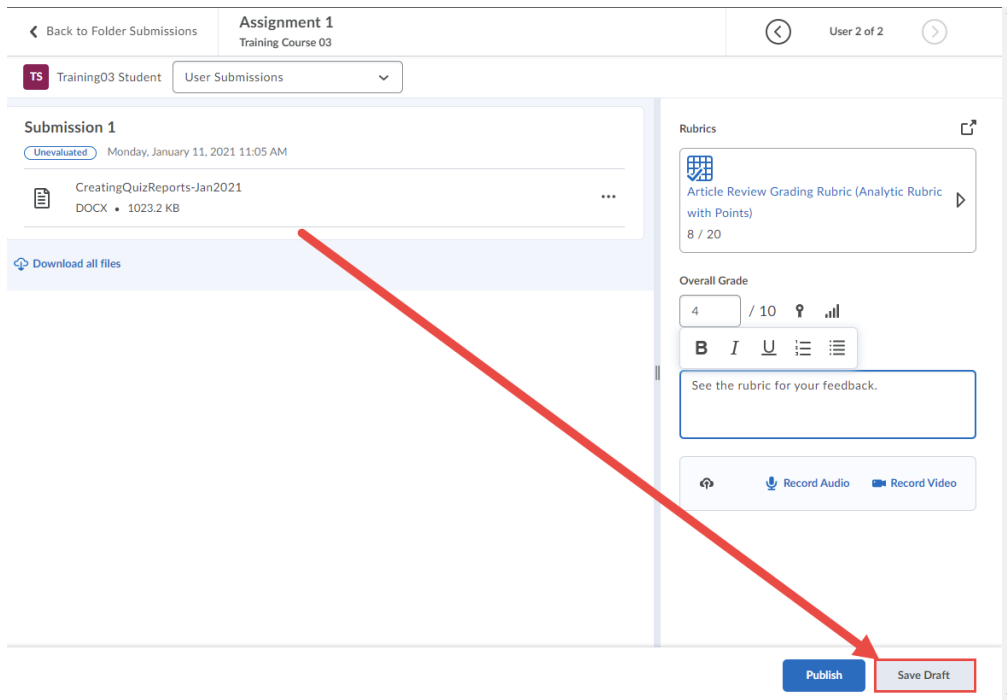 Back to Folder Submissions
Assignment 1
Training Course 03
User 2 of 2
TS Training03 Student User Submissions
Submission 1
Unevaluated Monday, January 11, 2021 11:05 AM
CreatingQuizReports-Jan2021
DOCX • 1023.2 KB
Download all files
Rubrics
Article Review Grading Rubric (Analytic Rubric
with Points)
8 / 20
Overall Grade
4 / 10
B I U
See the rubric for your feedback.
Record Audio Record Video
Publish Save Draft